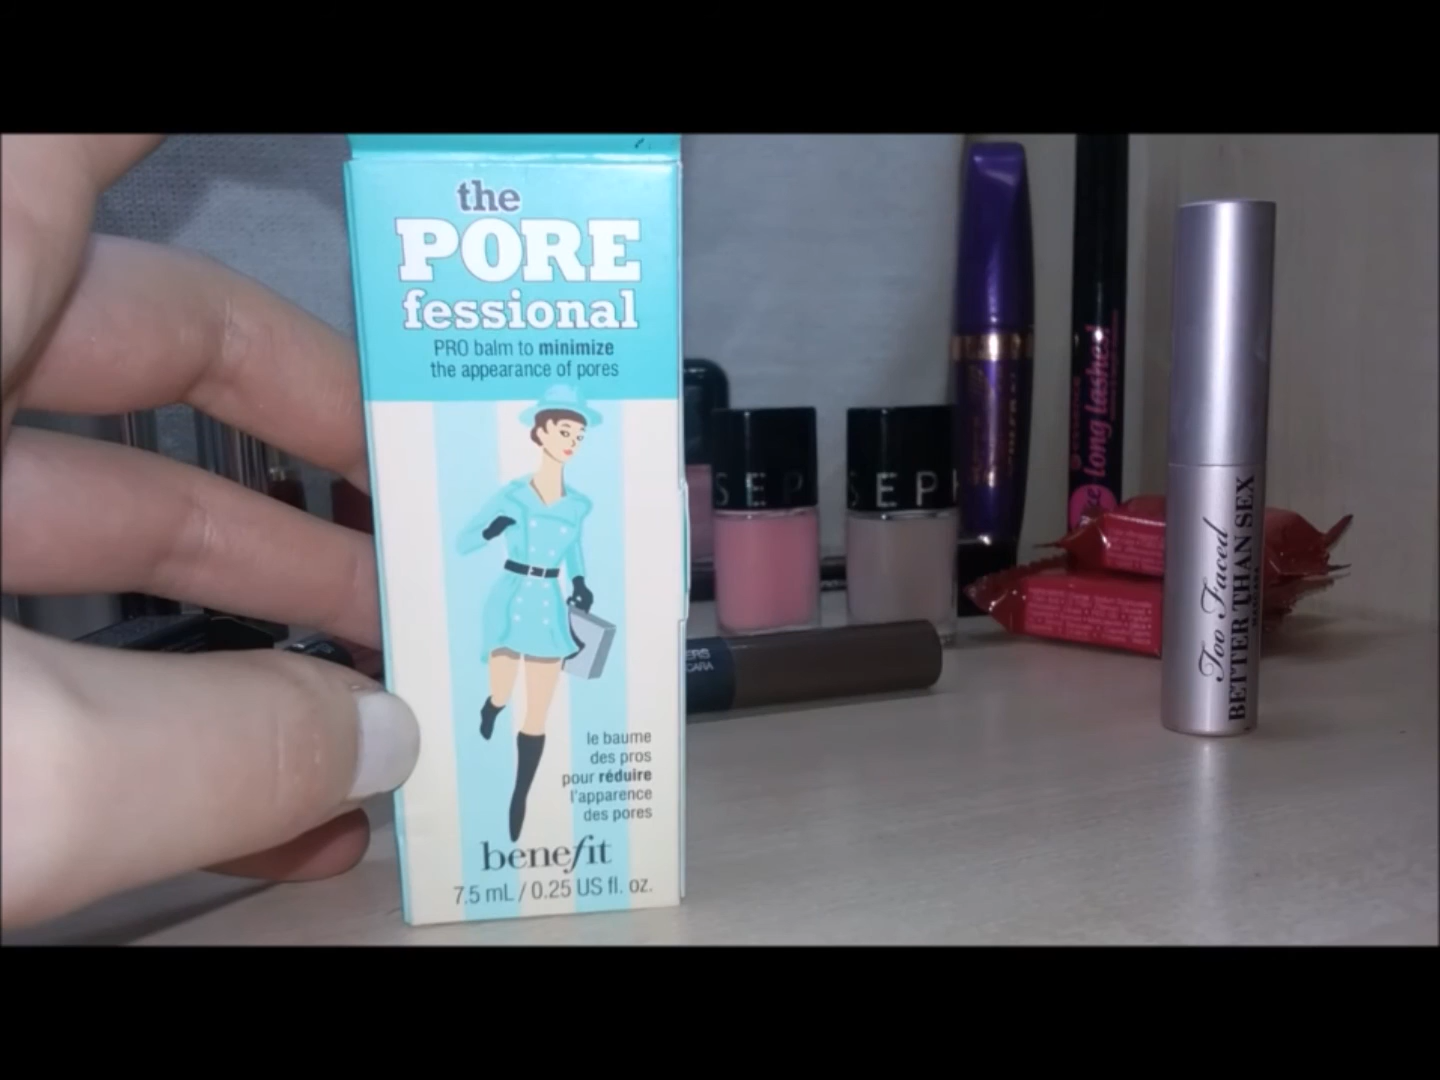 the
PORE
fessional
PRO balm to minimize
the appearance of pores
le baume
des pros
pour réduire
l'apparence
des pores
benefit
7.5 mL / 0.25 US fl. oz.
SEP
SEPH
long lashes!
Too Faced
BETTER THAN SEX